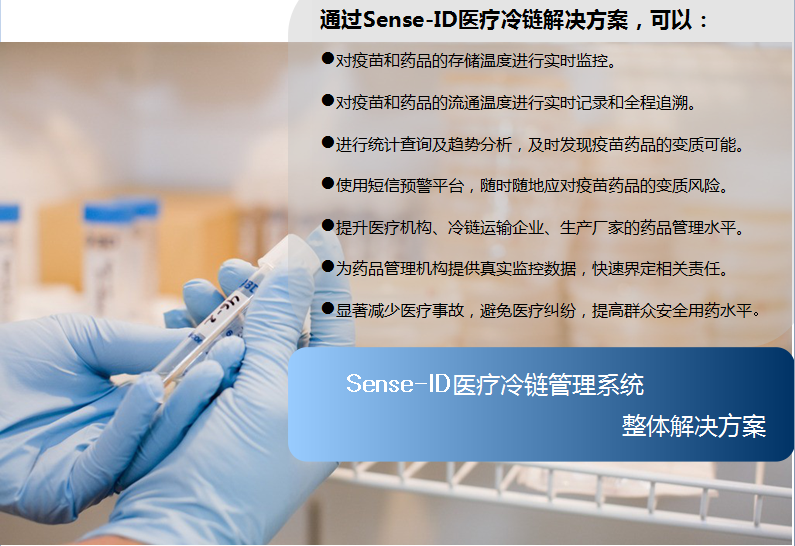 通过Sense-ID医疗冷链解决方案，可以：
●对疫苗和药品的存储温度进行实时监控。
●对疫苗和药品的流通温度进行实时记录和全程追溯。
●进行统计查询及趋势分析，及时发现疫苗药品的变质可能。
●使用短信预警平台，随时随地应对疫苗药品的变质风险。
●提升医疗机构、冷链运输企业、生产厂家的药品管理水平。
●为药品管理机构提供真实监控数据，快速界定相关责任。
●显著减少医疗事故，避免医疗纠纷，提高群众安全用药水平。
Sense-ID医疗冷链管理系统
整体解决方案